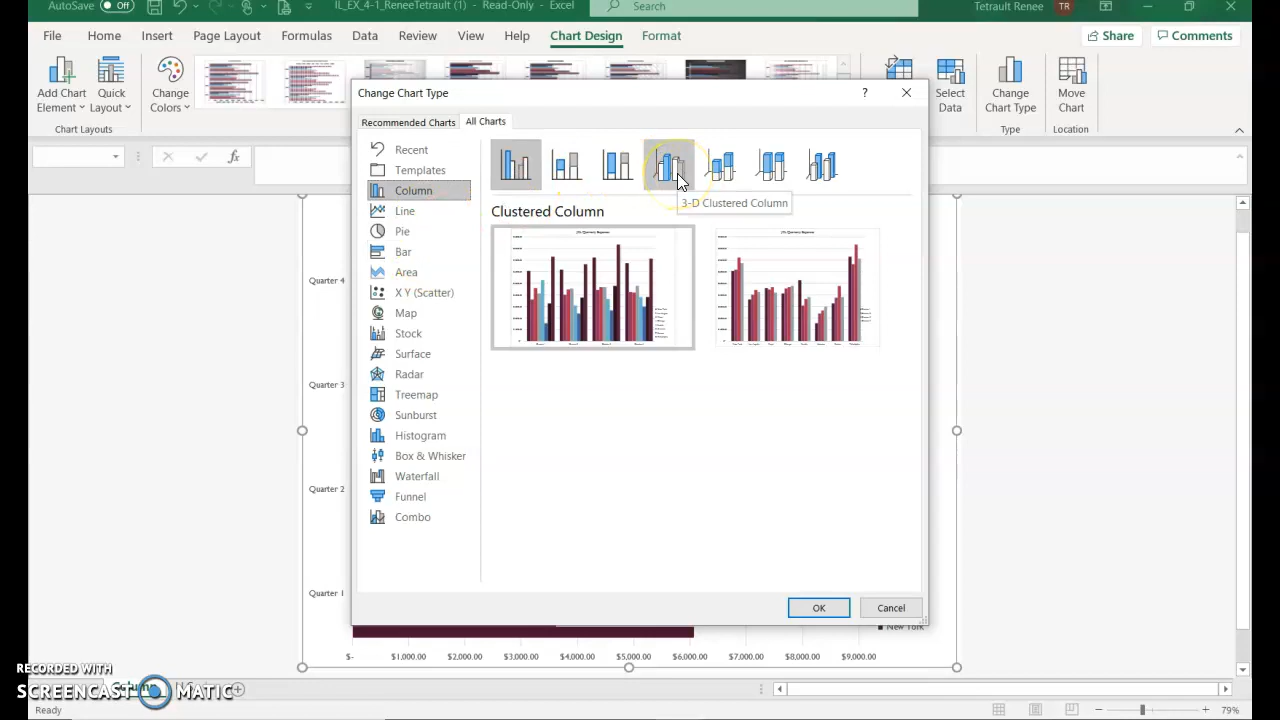 AutoSave Off IL_EX_4-1_ReneeTetrault (1) - Read-Only - Excel Search Tetrault Renee TR
File Home Insert Page Layout Formulas Data Review View Help Chart Design Format Share Comments
Add Chart Element Quick Layout Change Colors Select Data Change Chart Type Move Chart
Chart Layouts Type Location
Change Chart Type ?
Recommended Charts All Charts
fx
Recent
Templates
Column
Line
Pie
Bar
Area
X Y (Scatter)
Map
Stock
Surface
Radar
Treemap
Sunburst
Histogram
Box & Whisker
Waterfall
Funnel
Combo
3-D Clustered Column
Clustered Column
Quarter 4
Quarter 3
Quarter 2
Quarter 1
OK Cancel
New York
$- $1,000.00 $2,000.00 $3,000.00 $4,000.00 $5,000.00 $6,000.00 $7,000.00 $8,000.00 $9,000.00
RECORDED WITH
SCREENCAST MATIC
Ready 79%